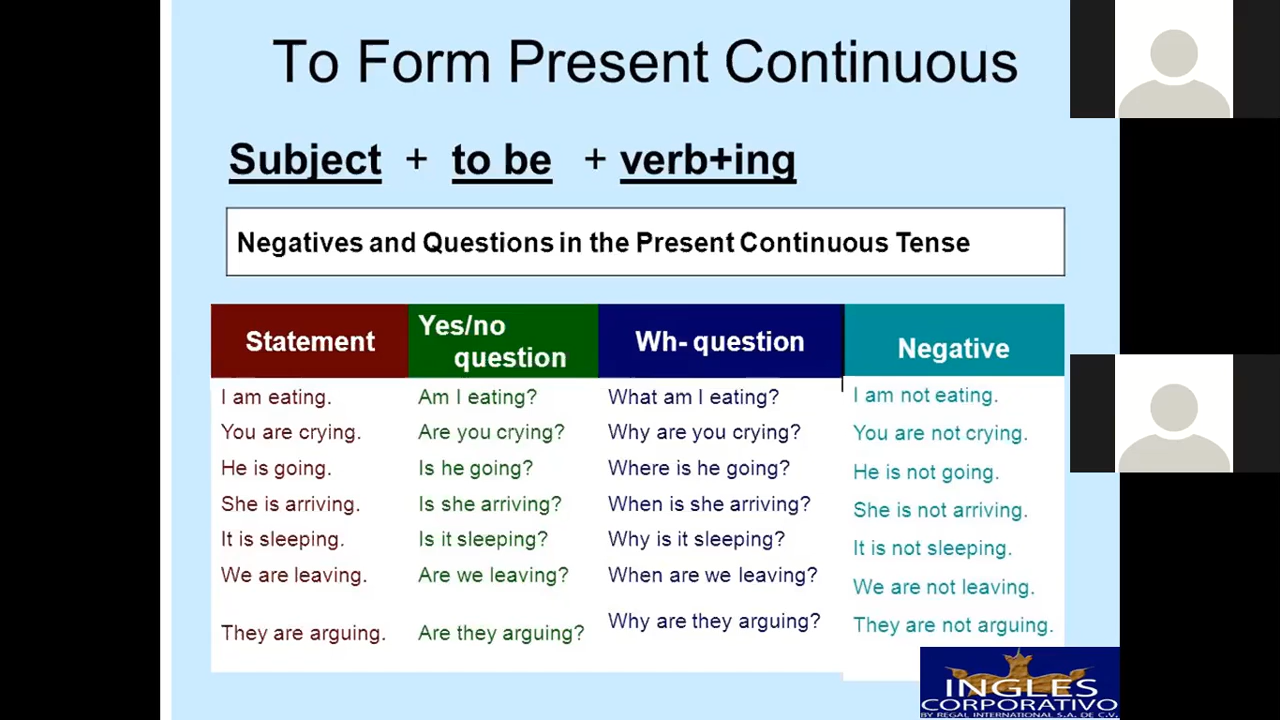 To Form Present Continuous
Subject + to be + verb+ing
Negatives and Questions in the Present Continuous Tense
Statement
Yes/no
question
Wh- question
Negative
I am eating. Am I eating? What am I eating? I am not eating.
You are crying. Are you crying? Why are you crying? You are not crying.
He is going. Is he going? Where is he going? He is not going.
She is arriving. Is she arriving? When is she arriving? She is not arriving.
It is sleeping. Is it sleeping? Why is it sleeping? It is not sleeping.
We are leaving. Are we leaving? When are we leaving? We are not leaving.
They are arguing. Are they arguing? Why are they arguing? They are not arguing.
INGLES
CORPORATIVO
BY REGAL INTERNATIONAL S.A. DE C.V.